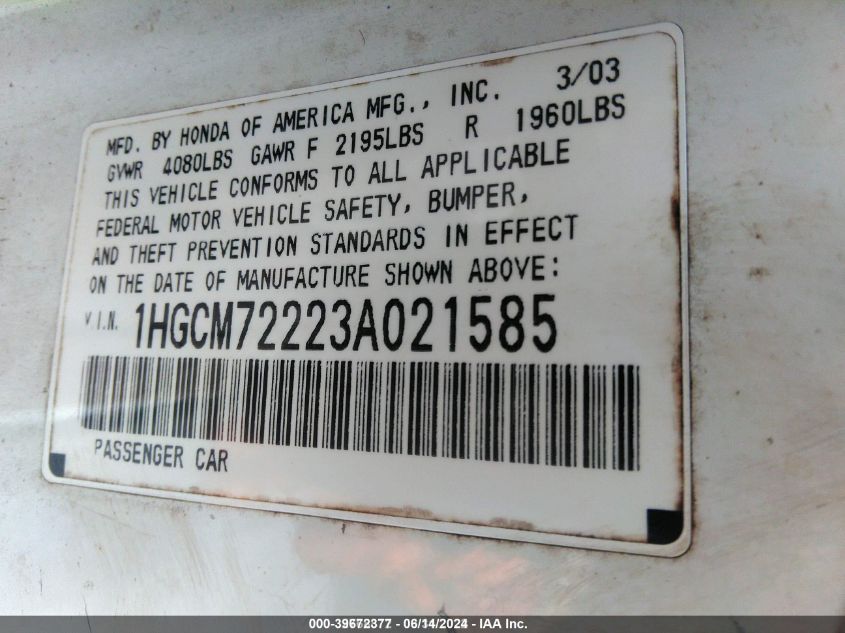 MFD. BY HONDA OF AMERICA MFG., INC. 3/03
GVWR 4080LBS GAWR F 2195LBS R 1960LBS
THIS VEHICLE CONFORMS TO ALL APPLICABLE
FEDERAL MOTOR VEHICLE SAFETY, BUMPER,
AND THEFT PREVENTION STANDARDS IN EFFECT
ON THE DATE OF MANUFACTURE SHOWN ABOVE:
V.I.N. 1HGCM72223A021585
PASSENGER CAR
000-39672377 - 06/14/2024 - IAA Inc.